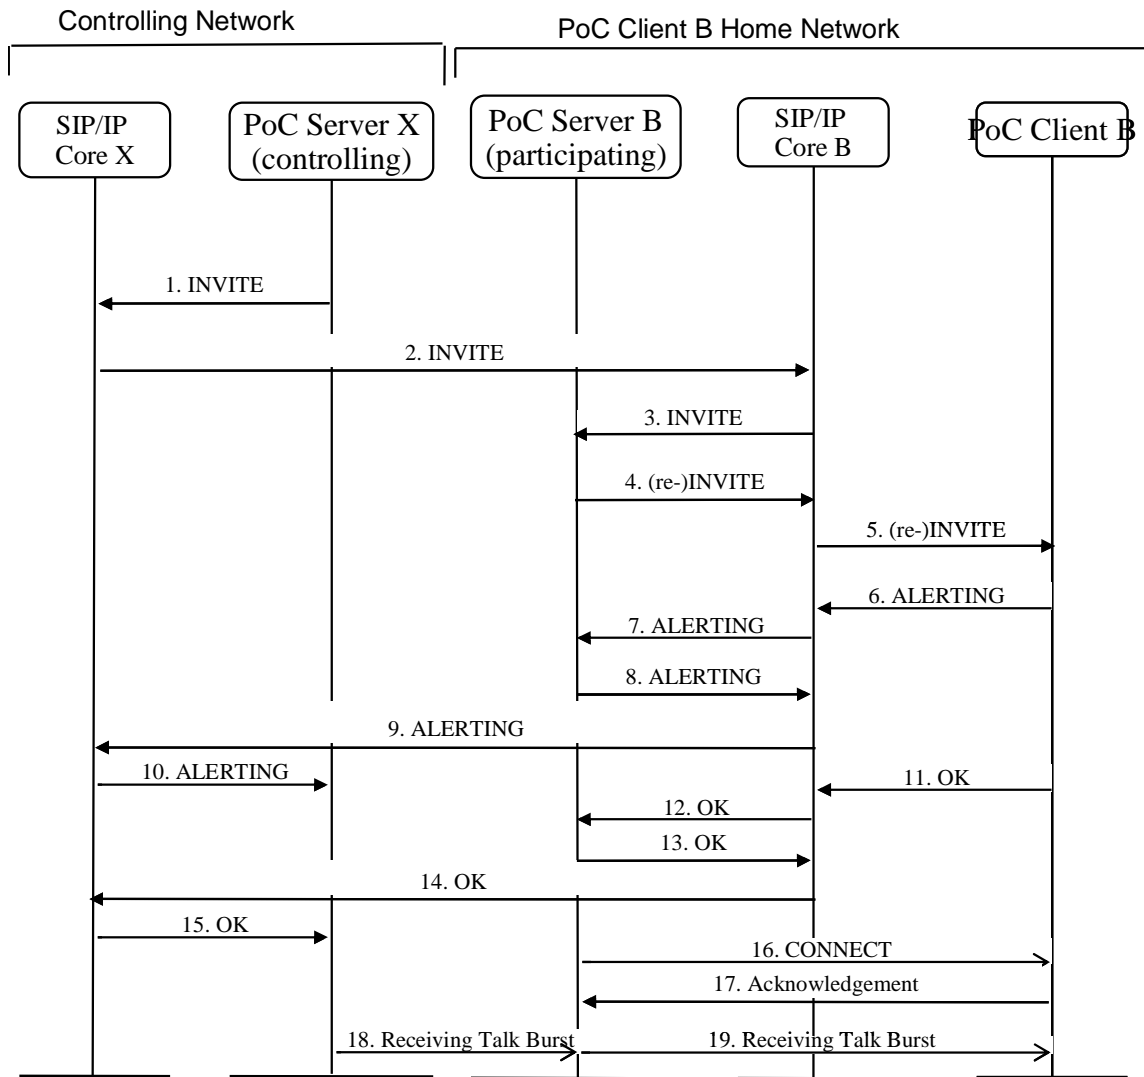 Controlling Network
PoC Client B Home Network
SIP/IP
Core X
PoC Server X
(controlling)
PoC Server B
(participating)
SIP/IP
Core B
PoC Client B
1. INVITE
2. INVITE
3. INVITE
4. (re-)INVITE
5. (re-)INVITE
6. ALERTING
7. ALERTING
8. ALERTING
9. ALERTING
10. ALERTING
11. OK
12. OK
13. OK
14. OK
15. OK
16. CONNECT
17. Acknowledgement
18. Receiving Talk Burst
19. Receiving Talk Burst